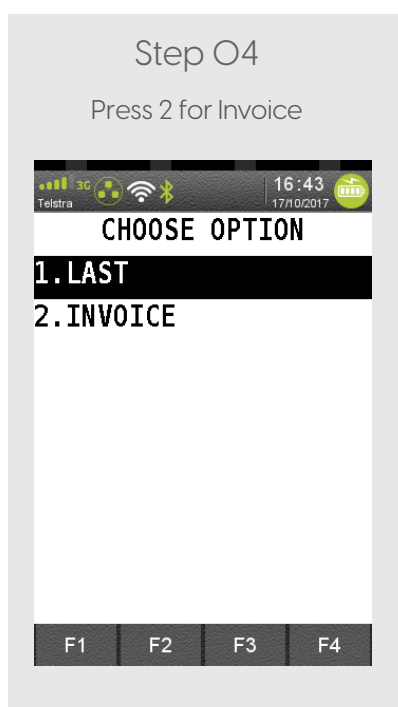 Step 04
Press 2 for Invoice
3G
Telstra
16:43
17/10/2017
CHOOSE OPTION
1.LAST
2.INVOICE
F1 F2 F3 F4